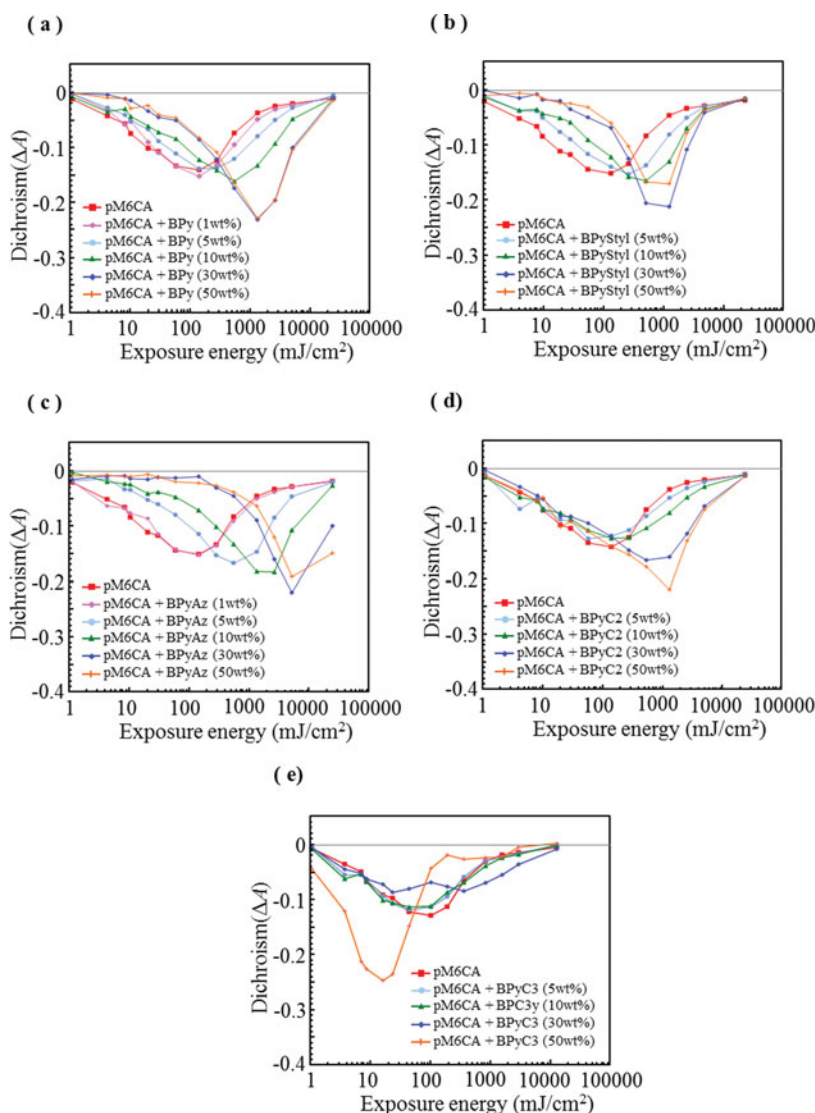 ( a )
0
-0.1
-0.2
-0.3
-0.4
Dichroism(ΔA)
pM6CA
pM6CA + BPy (1wt%)
pM6CA + BPy (5wt%)
pM6CA + BPy (10wt%)
pM6CA + BPy (30wt%)
pM6CA + BPy (50wt%)
1 10 100 1000 10000 100000
Exposure energy (mJ/cm²)
( b )
0
-0.1
-0.2
-0.3
-0.4
Dichroism(ΔA)
pM6CA
pM6CA + BPyStyl (5wt%)
pM6CA + BPyStyl (10wt%)
pM6CA + BPyStyl (30wt%)
pM6CA + BPyStyl (50wt%)
1 10 100 1000 10000 100000
Exposure energy (mJ/cm²)
( c )
0
-0.1
-0.2
-0.3
-0.4
Dichroism(ΔA)
pM6CA
pM6CA + BPyAz (1wt%)
pM6CA + BPyAz (5wt%)
pM6CA + BPyAz (10wt%)
pM6CA + BPyAz (30wt%)
pM6CA + BPyAz (50wt%)
1 10 100 1000 10000 100000
Exposure energy (mJ/cm²)
( d )
0
-0.1
-0.2
-0.3
-0.4
Dichroism(ΔA)
pM6CA
pM6CA + BPyC2 (5wt%)
pM6CA + BPyC2 (10wt%)
pM6CA + BPyC2 (30wt%)
pM6CA + BPyC2 (50wt%)
1 10 100 1000 10000 100000
Exposure energy (mJ/cm²)
( e )
0
-0.1
-0.2
-0.3
-0.4
Dichroism(ΔA)
pM6CA
pM6CA + BPyC3 (5wt%)
pM6CA + BPC3y (10wt%)
pM6CA + BPyC3 (30wt%)
pM6CA + BPyC3 (50wt%)
1 10 100 1000 10000 100000
Exposure energy (mJ/cm²)